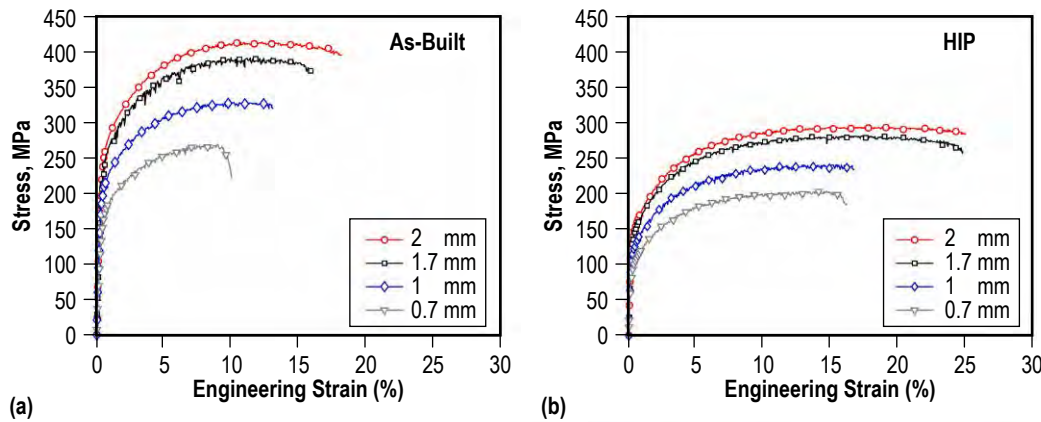 As-Built
Stress, MPa
450
400
350
300
250
200
150
100
50
0
2 mm
1.7 mm
1 mm
0.7 mm
0 5 10 15 20 25 30
Engineering Strain (%)
(a)
HIP
Stress, MPa
450
400
350
300
250
200
150
100
50
0
2 mm
1.7 mm
1 mm
0.7 mm
0 5 10 15 20 25 30
Engineering Strain (%)
(b)